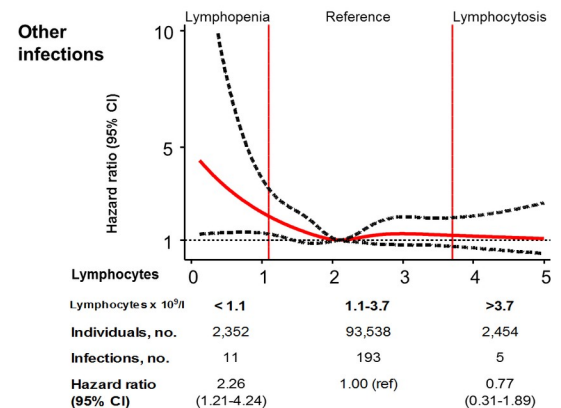 Other
infections
Lymphopenia Reference Lymphocytosis
Hazard ratio (95% CI)
10
5
1
Lymphocytes 0 1 2 3 4 5
Lymphocytes x 10⁹/l < 1.1 1.1-3.7 >3.7
Individuals, no. 2,352 93,538 2,454
Infections, no. 11 193 5
Hazard ratio 2.26 1.00 (ref) 0.77
(95% CI) (1.21-4.24) (0.31-1.89)